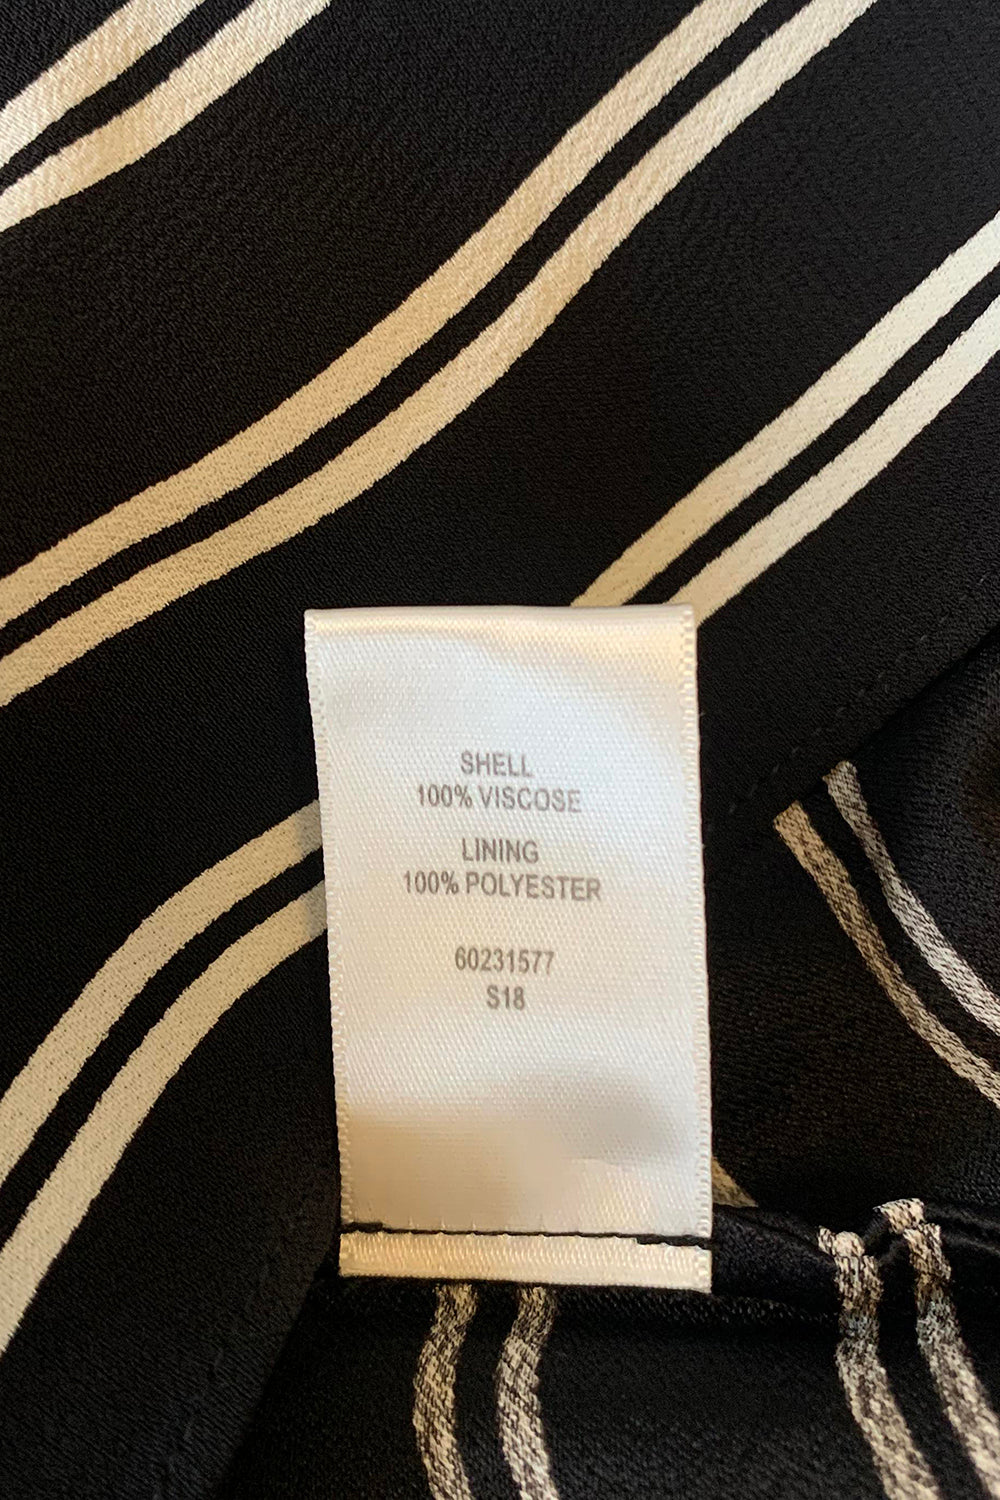 SHELL
100% VISCOSE
LINING
100% POLYESTER
60231577
S18